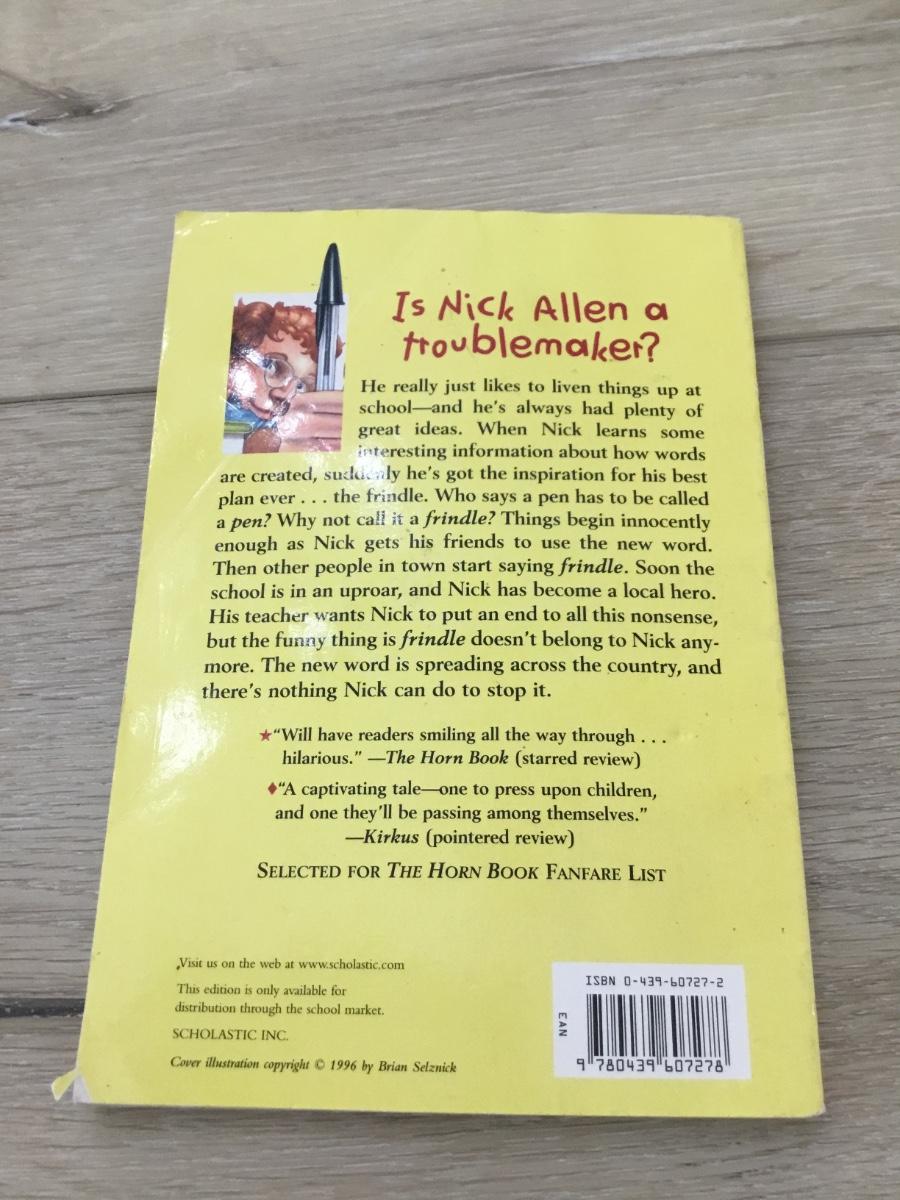 Is Nick Allen a
troublemaker?
He really just likes to liven things up at
school—and he's always had plenty of
great ideas. When Nick learns some
interesting information about how words
are created, suddenly he's got the inspiration for his best
plan ever . . . the frindle. Who says a pen has to be called
a pen? Why not call it a frindle? Things begin innocently
enough as Nick gets his friends to use the new word.
Then other people in town start saying frindle. Soon the
school is in an uproar, and Nick has become a local hero.
His teacher wants Nick to put an end to all this nonsense,
but the funny thing is frindle doesn't belong to Nick any-
more. The new word is spreading across the country, and
there's nothing Nick can do to stop it.
★"Will have readers smiling all the way through . . .
hilarious." —The Horn Book (starred review)
♦"A captivating tale—one to press upon children,
and one they'll be passing among themselves."
—Kirkus (pointered review)
SELECTED FOR THE HORN BOOK FANFARE LIST
Visit us on the web at www.scholastic.com
This edition is only available for
distribution through the school market.
SCHOLASTIC INC.
Cover illustration copyright © 1996 by Brian Selznick
ISBN 0-439-60727-2
EAN
9 780439 607278